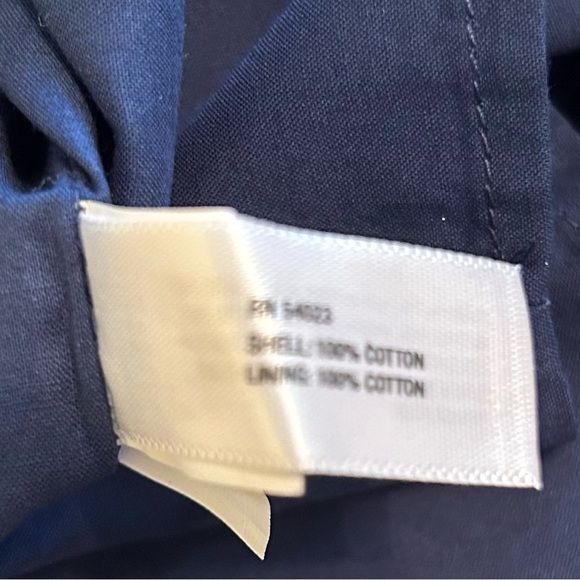 RN 54023
SHELL: 100% COTTON
LINING: 100% COTTON